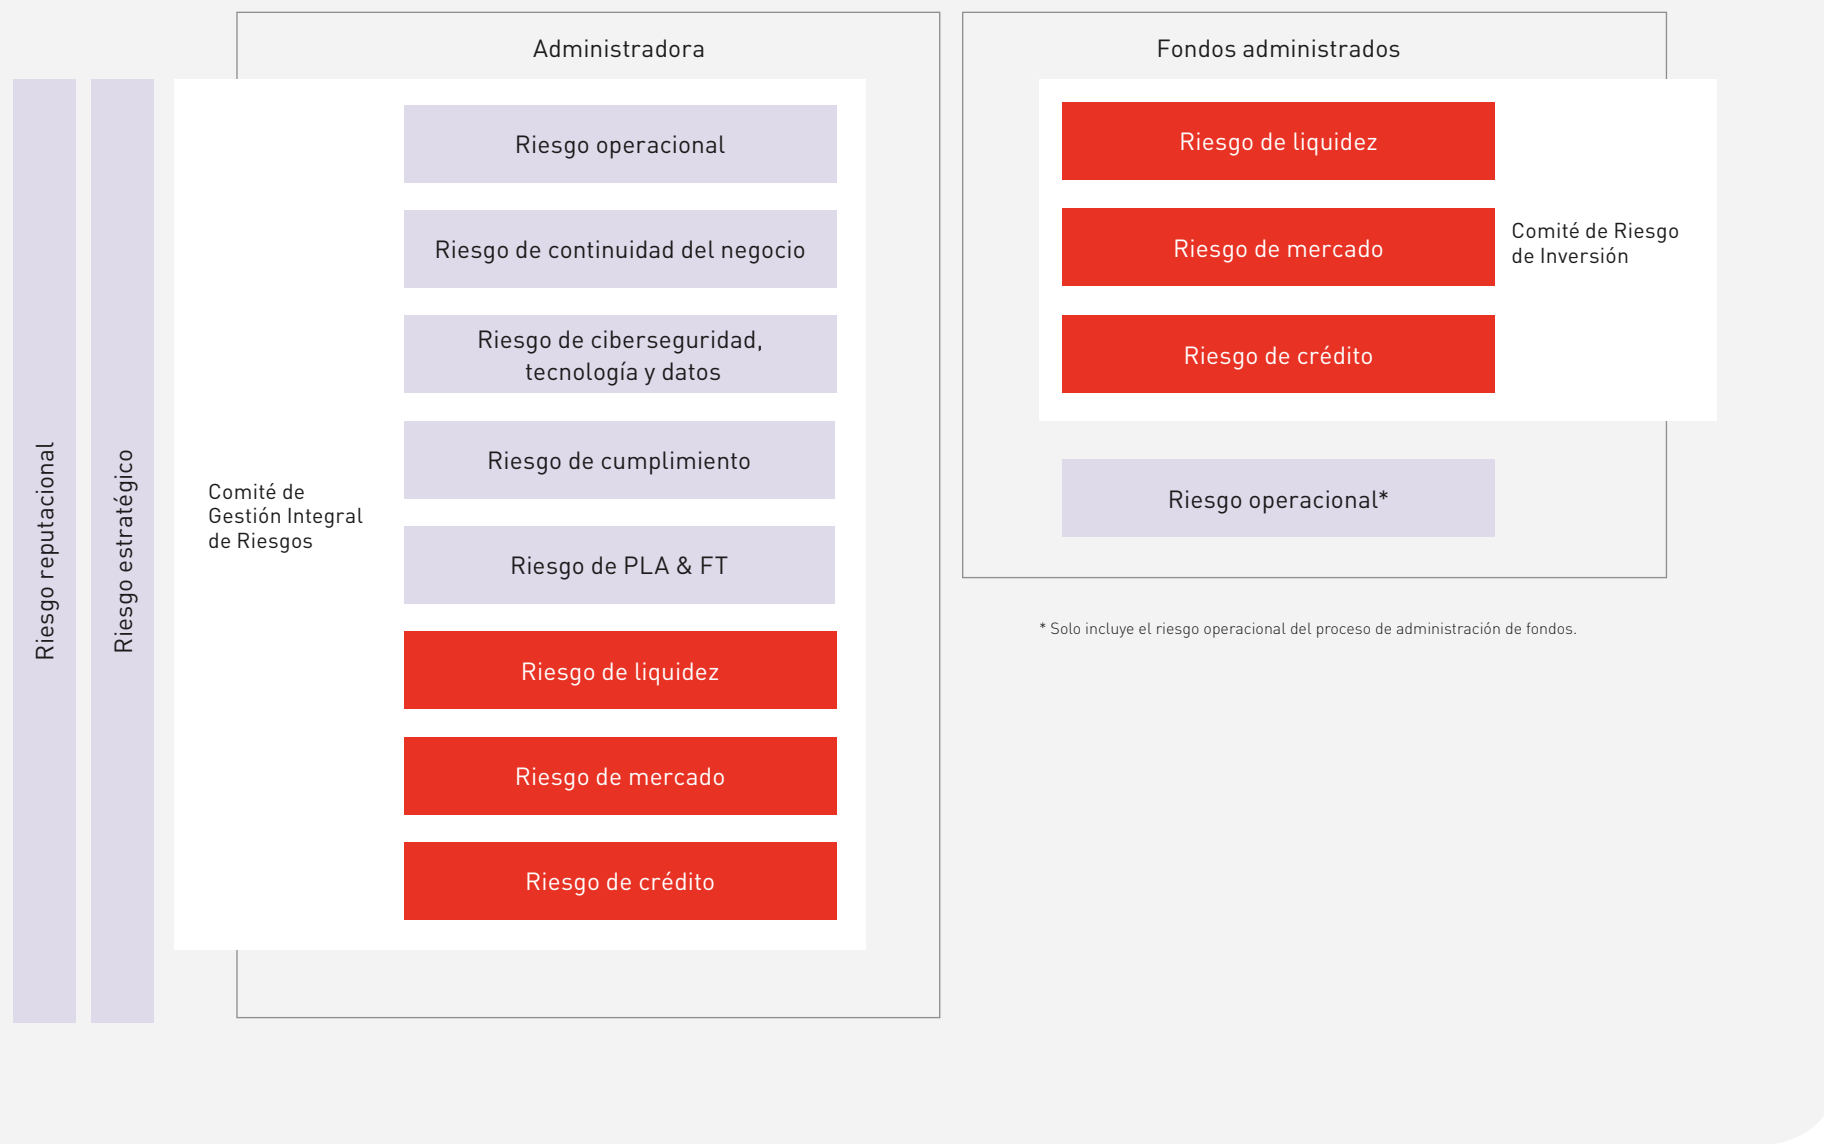 Riesgo reputacional
Riesgo estratégico
Administradora
Comité de
Gestión Integral
de Riesgos
Riesgo operacional
Riesgo de continuidad del negocio
Riesgo de ciberseguridad,
tecnología y datos
Riesgo de cumplimiento
Riesgo de PLA & FT
Riesgo de liquidez
Riesgo de mercado
Riesgo de crédito
Fondos administrados
Riesgo de liquidez
Riesgo de mercado
Riesgo de crédito
Comité de Riesgo
de Inversión
Riesgo operacional*
* Solo incluye el riesgo operacional del proceso de administración de fondos.